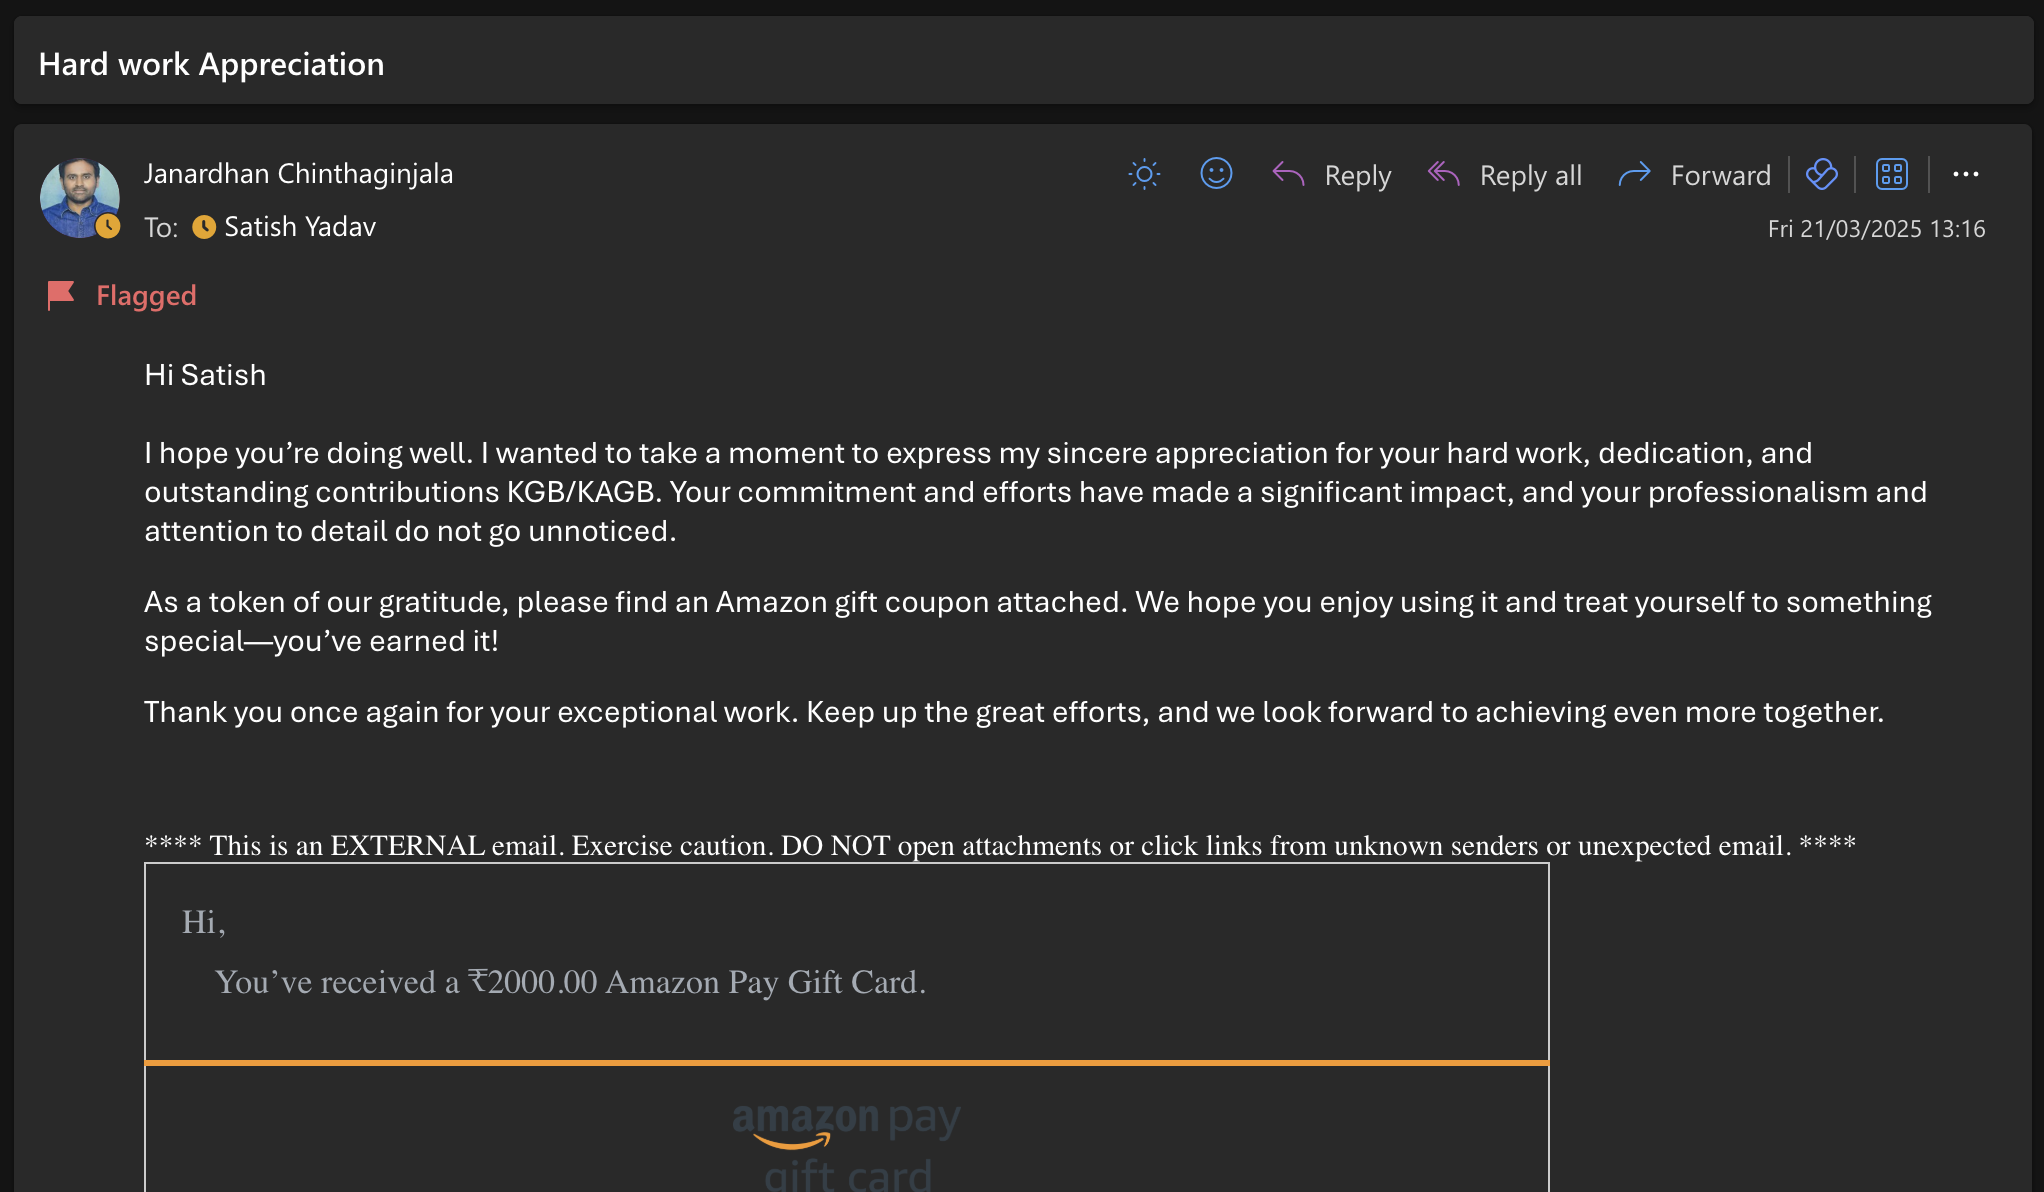 Hard work Appreciation
Janardhan Chinthaginjala
Reply
Reply all
Forward
To: Satish Yadav
Fri 21/03/2025 13:16
Flagged
Hi Satish
I hope you’re doing well. I wanted to take a moment to express my sincere appreciation for your hard work, dedication, and
outstanding contributions KGB/KAGB. Your commitment and efforts have made a significant impact, and your professionalism and
attention to detail do not go unnoticed.
As a token of our gratitude, please find an Amazon gift coupon attached. We hope you enjoy using it and treat yourself to something
special—you’ve earned it!
Thank you once again for your exceptional work. Keep up the great efforts, and we look forward to achieving even more together.
**** This is an EXTERNAL email. Exercise caution. DO NOT open attachments or click links from unknown senders or unexpected email. ****
Hi,
You’ve received a ₹2000.00 Amazon Pay Gift Card.
amazon pay
gift card